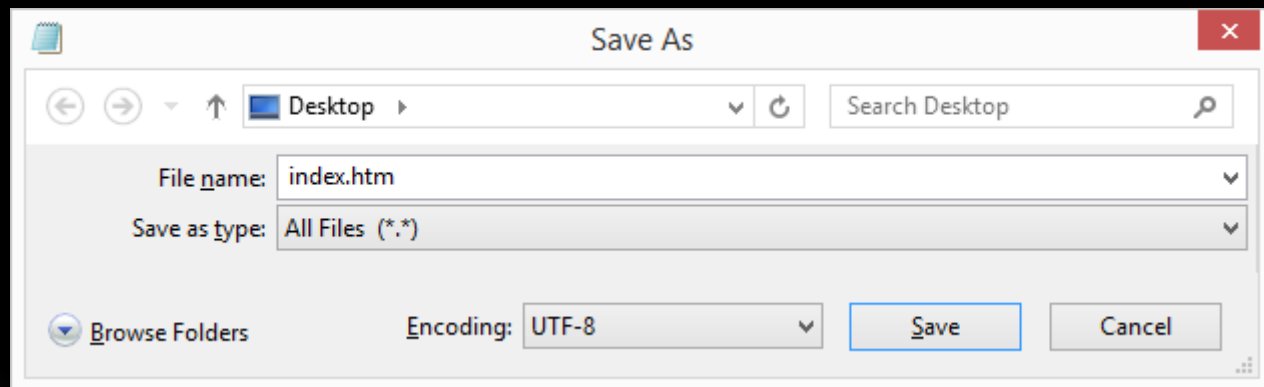 Save As
Desktop
Search Desktop
File name: index.htm
Save as type: All Files (*.*)
Browse Folders Encoding: UTF-8 Save Cancel